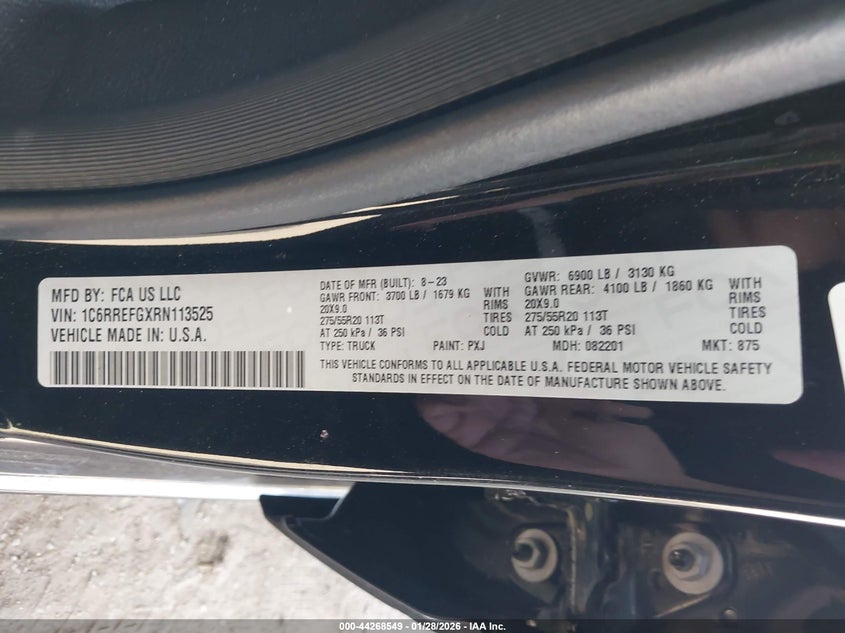 MFD BY: FCA US LLC
VIN: 1C6RREFGXRN113525
VEHICLE MADE IN: U.S.A.
DATE OF MFR (BUILT): 8-23
GAWR FRONT: 3700 LB / 1679 KG WITH
20X9.0 RIMS
275/55R20 113T TIRES
AT 250 KPA / 36 PSI COLD
TYPE: TRUCK PAINT: PXJ
GVWR: 6900 LB / 3130 KG
GAWR REAR: 4100 LB / 1860 KG WITH
20X9.0 RIMS
275/55R20 113T TIRES
AT 250 KPA / 36 PSI COLD
MDH: 082201 MKT: 875
THIS VEHICLE CONFORMS TO ALL APPLICABLE U.S.A. FEDERAL MOTOR VEHICLE SAFETY
STANDARDS IN EFFECT ON THE DATE OF MANUFACTURE SHOWN ABOVE.
000-44268549 - 01/28/2026 - IAA Inc.